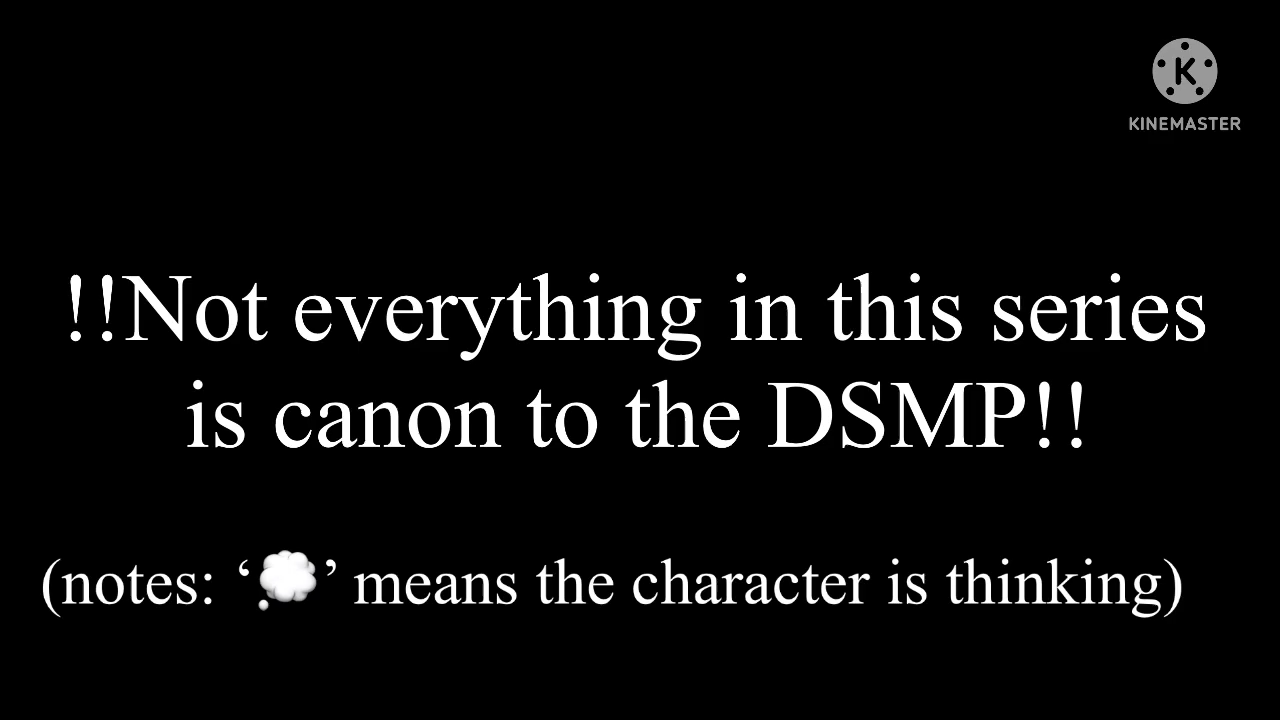 KINEMASTER
!!Not everything in this series
is canon to the DSMP!!
(notes: ‘💭’ means the character is thinking)